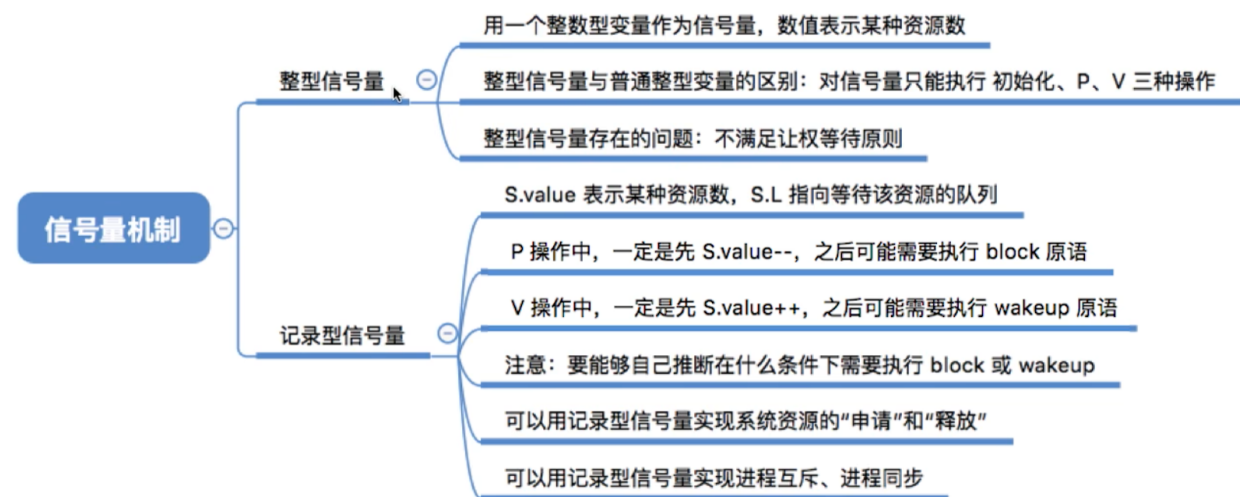 信号量机制
整型信号量
用一个整数型变量作为信号量，数值表示某种资源数
整型信号量与普通整型变量的区别：对信号量只能执行 初始化、P、V 三种操作
整型信号量存在的问题：不满足让权等待原则
记录型信号量
S.value 表示某种资源数，S.L 指向等待该资源的队列
P 操作中，一定是先 S.value--，之后可能需要执行 block 原语
V 操作中，一定是先 S.value++，之后可能需要执行 wakeup 原语
注意：要能够自己推断在什么条件下需要执行 block 或 wakeup
可以用记录型信号量实现系统资源的“申请”和“释放”
可以用记录型信号量实现进程互斥、进程同步